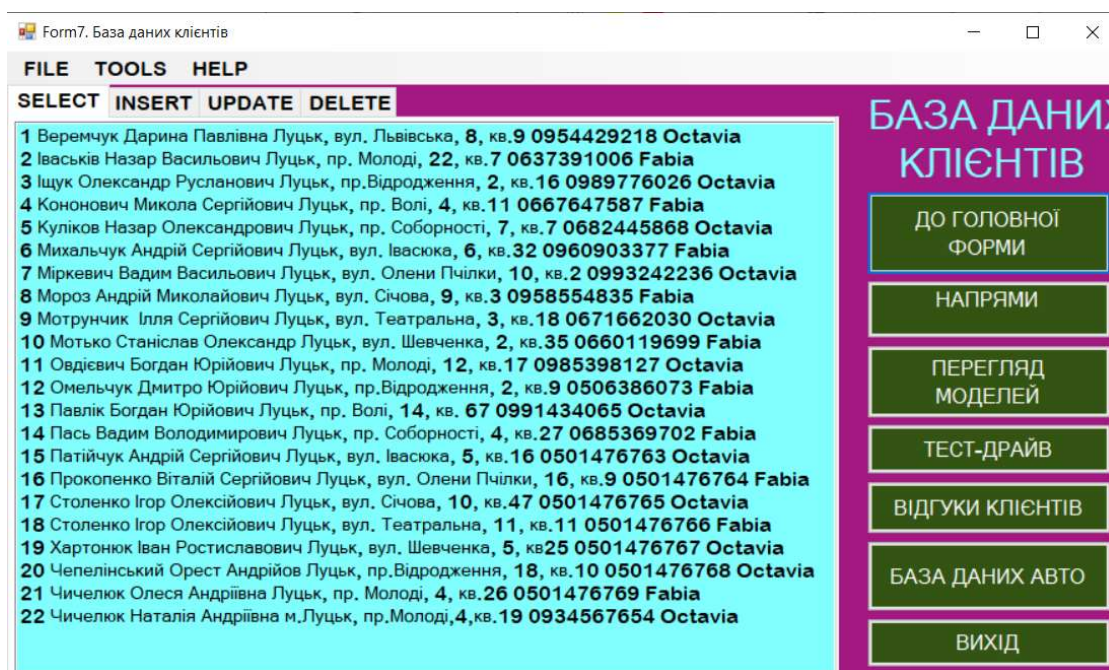 Form7. База даних клієнтів
FILE TOOLS HELP
SELECT INSERT UPDATE DELETE
1 Веремчук Дарина Павлівна Луцьк, вул. Львівська, 8, кв.9 0954429218 Octavia
2 Іваськів Назар Васильович Луцьк, пр. Молоді, 22, кв.7 0637391006 Fabia
3 Іщук Олександр Русланович Луцьк, пр.Відродження, 2, кв.16 0989776026 Octavia
4 Кононович Микола Сергійович Луцьк, пр. Волі, 4, кв.11 0667647587 Fabia
5 Куліков Назар Олександрович Луцьк, пр. Соборності, 7, кв.7 0682445868 Octavia
6 Михальчук Андрій Сергійович Луцьк, вул. Івасюка, 6, кв.32 0960903377 Fabia
7 Міркевич Вадим Васильович Луцьк, вул. Олени Пчілки, 10, кв.2 0993242236 Octavia
8 Мороз Андрій Миколайович Луцьк, вул. Січова, 9, кв.3 0958554835 Fabia
9 Мотрунчик Ілля Сергійович Луцьк, вул. Театральна, 3, кв.18 0671662030 Octavia
10 Мотько Станіслав Олександр Луцьк, вул. Шевченка, 2, кв.35 0660119699 Fabia
11 Овдієвич Богдан Юрійович Луцьк, пр. Молоді, 12, кв.17 0985398127 Octavia
12 Омельчук Дмитро Юрійович Луцьк, пр.Відродження, 2, кв.9 0506386073 Fabia
13 Павлік Богдан Юрійович Луцьк, пр. Волі, 14, кв. 67 0991434065 Octavia
14 Пась Вадим Володимирович Луцьк, пр. Соборності, 4, кв.27 0685369702 Fabia
15 Патійчук Андрій Сергійович Луцьк, вул. Івасюка, 5, кв.16 0501476763 Octavia
16 Прокопенко Віталій Сергійович Луцьк, вул. Олени Пчілки, 16, кв.9 0501476764 Fabia
17 Столенко Ігор Олексійович Луцьк, вул. Січова, 10, кв.47 0501476765 Octavia
18 Столенко Ігор Олексійович Луцьк, вул. Театральна, 11, кв.11 0501476766 Fabia
19 Хартонюк Іван Ростиславович Луцьк, вул. Шевченка, 5, кв25 0501476767 Octavia
20 Чепелінський Орест Андрійов Луцьк, пр.Відродження, 18, кв.10 0501476768 Octavia
21 Чичелюк Олеся Андріївна Луцьк, пр. Молоді, 4, кв.26 0501476769 Fabia
22 Чичелюк Наталія Андріївна м.Луцьк, пр.Молоді,4,кв.19 0934567654 Octavia
БАЗА ДАНИХ
КЛІЄНТІВ
ДО ГОЛОВНОЇ
ФОРМИ
НАПРЯМИ
ПЕРЕГЛЯД
МОДЕЛЕЙ
ТЕСТ-ДРАЙВ
ВІДГУКИ КЛІЄНТІВ
БАЗА ДАНИХ АВТО
ВИХІД